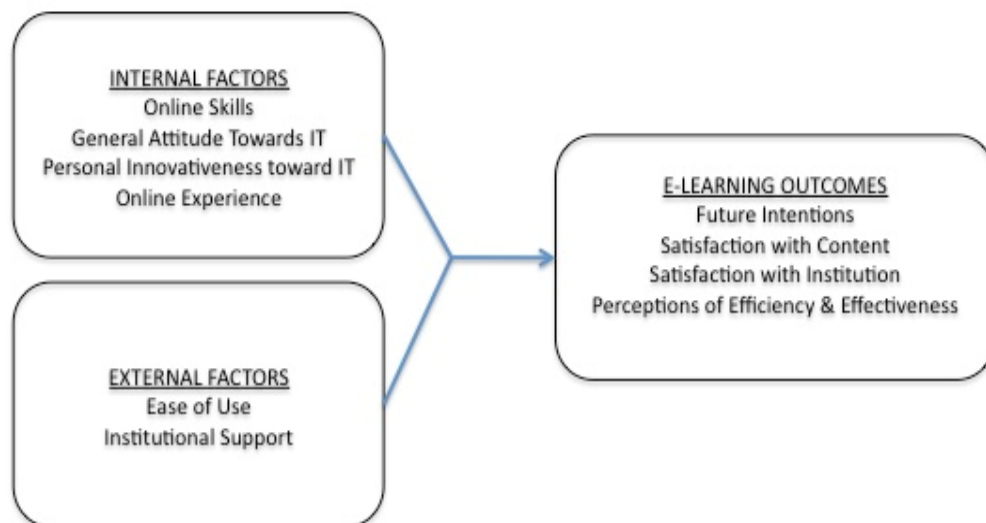 INTERNAL FACTORS
Online Skills
General Attitude Towards IT
Personal Innovativeness toward IT
Online Experience
EXTERNAL FACTORS
Ease of Use
Institutional Support
E-LEARNING OUTCOMES
Future Intentions
Satisfaction with Content
Satisfaction with Institution
Perceptions of Efficiency & Effectiveness